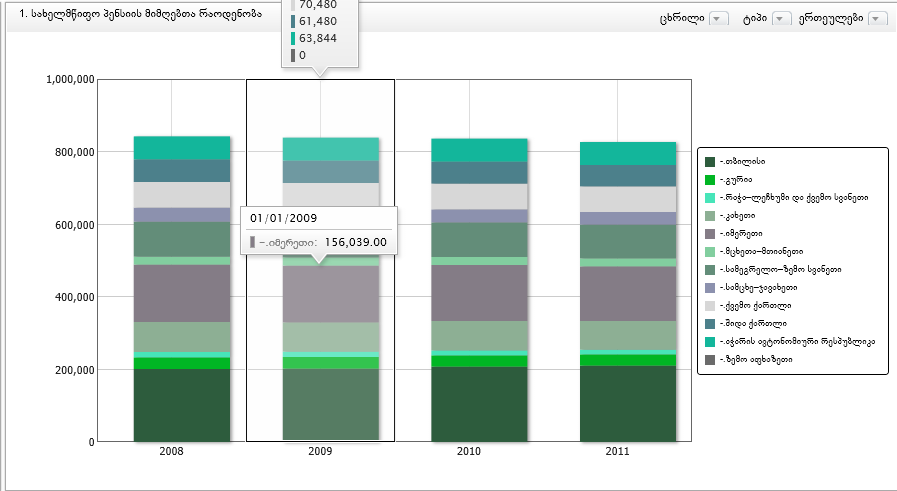 1. სახელმწიფო პენსიის მიმღებთა რაოდენობა
ცხრილი
ტიპი
ერთეულები
70,480
61,480
63,844
0
1,000,000
800,000
600,000
400,000
200,000
0
01/01/2009
-.იმერეთი: 156,039.00
2008
2009
2010
2011
-.თბილისი
-.გურია
-.რაჭა-ლეჩხუმი და ქვემო სვანეთი
-.კახეთი
-.იმერეთი
-.მცხეთა-მთიანეთი
-.სამეგრელო-ზემო სვანეთი
-.სამცხე-ჯავახეთი
-.ქვემო ქართლი
-.შიდა ქართლი
-.აჭარის ავტონომიური რესპუბლიკა
-.ზემო აფხაზეთი